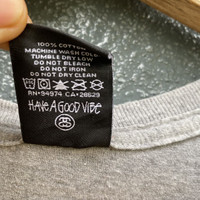 100% COTTON
MACHINE WASH COLD
TUMBLE DRY LOW
DO NOT BLEACH
DO NOT IRON
DO NOT DRY CLEAN
RN•94974 CA•26629
HAVE A GOOD VIBE